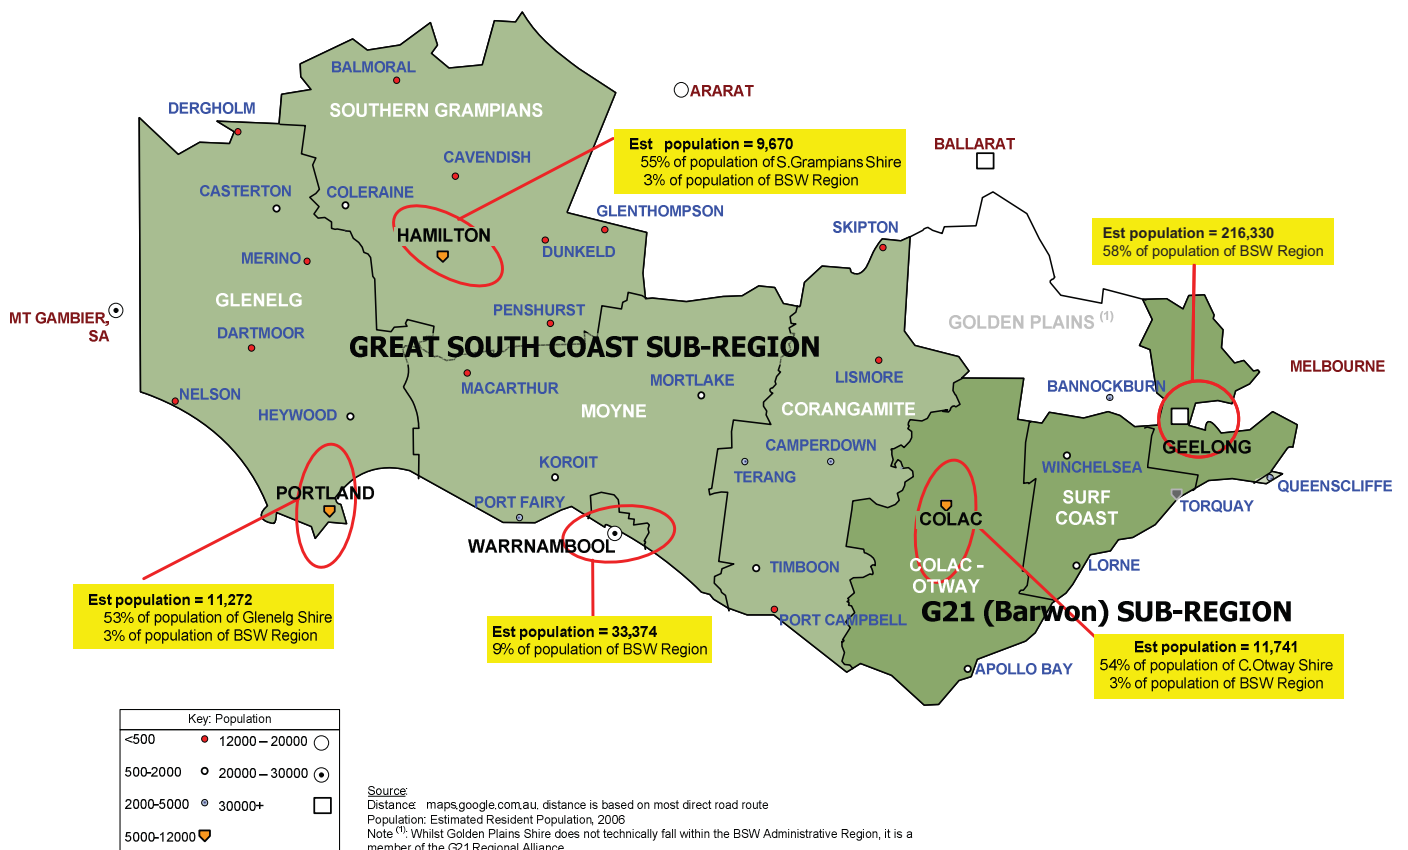 BALMORAL
ARARAT
DERGHOLM
SOUTHERN GRAMPIANS
Est population = 9,670
55% of population of S.Grampians Shire
3% of population of BSW Region
BALLARAT
CAVENDISH
CASTERTON
COLERAINE
GLENTHOMPSON
SKIPTON
HAMILTON
DUNKELD
Est population = 216,330
58% of population of BSW Region
MERINO
GLENELG
MT GAMBIER,
SA
PENSHURST
GOLDEN PLAINS (1)
DARTMOOR
GREAT SOUTH COAST SUB-REGION
MELBOURNE
NELSON
MACARTHUR
MORTLAKE
LISMORE
BANNOCKBURN
HEYWOOD
MOYNE
CORANGAMITE
CAMPERDOWN
GEELONG
KOROIT
TERANG
WINCHELSEA
QUEENSCLIFFE
PORTLAND
PORT FAIRY
SURF
COAST
TORQUAY
COLAC
WARRNAMBOOL
TIMBOON
COLAC -
OTWAY
LORNE
Est population = 11,272
53% of population of Glenelg Shire
3% of population of BSW Region
PORT CAMPBELL
G21 (Barwon) SUB-REGION
Est population = 33,374
9% of population of BSW Region
Est population = 11,741
54% of population of C.Otway Shire
3% of population of BSW Region
APOLLO BAY
Key: Population
<500
12000 – 20000
500-2000
20000 – 30000
2000-5000
30000+
5000-12000
Source:
Distance: maps.google.com.au. distance is based on most direct road route
Population: Estimated Resident Population, 2006
Note (1): Whilst Golden Plains Shire does not technically fall within the BSW Administrative Region, it is a
member of the G21 Regional Alliance